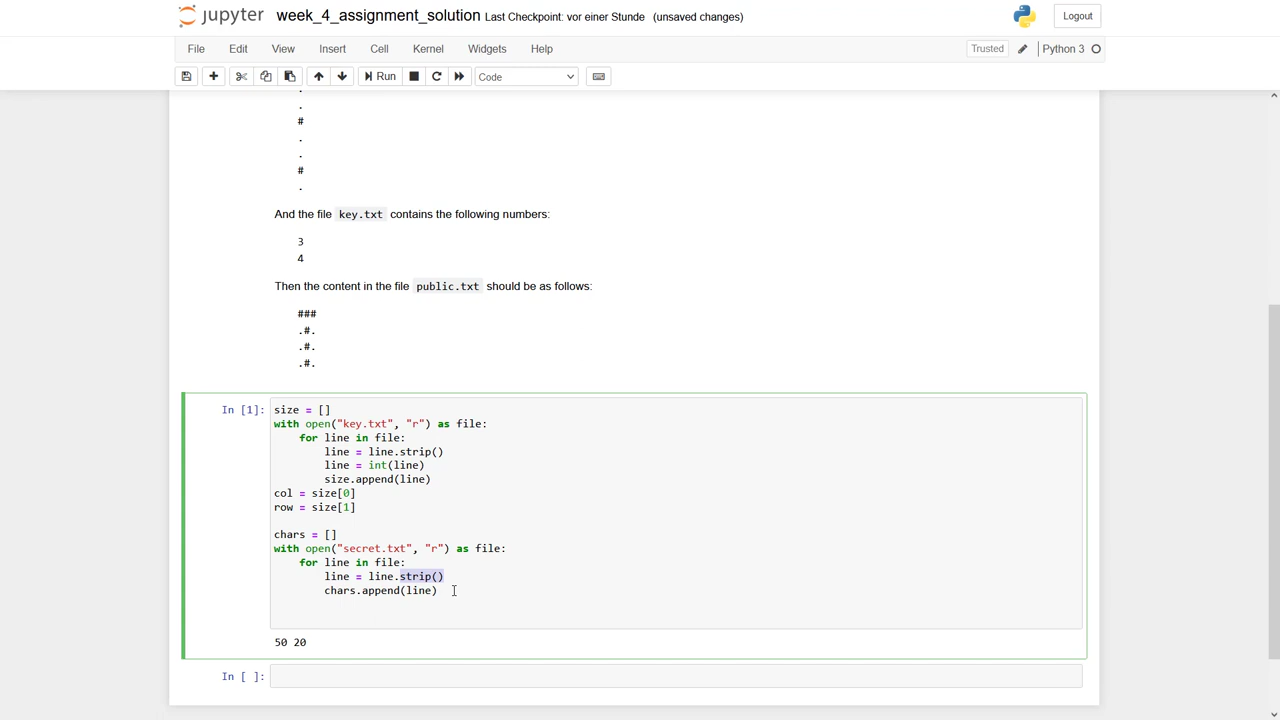 jupyter week_4_assignment_solution Last Checkpoint: vor einer Stunde (unsaved changes) Logout
File Edit View Insert Cell Kernel Widgets Help Trusted Python 3
Run Code
.
.
#
.
.
#
.
And the file key.txt contains the following numbers:
3
4
Then the content in the file public.txt should be as follows:
###
.#.
.#.
.#.
In [1]: size = []
with open("key.txt", "r") as file:
for line in file:
line = line.strip()
line = int(line)
size.append(line)
col = size[0]
row = size[1]
chars = []
with open("secret.txt", "r") as file:
for line in file:
line = line.strip()
chars.append(line)
50 20
In [ ]: